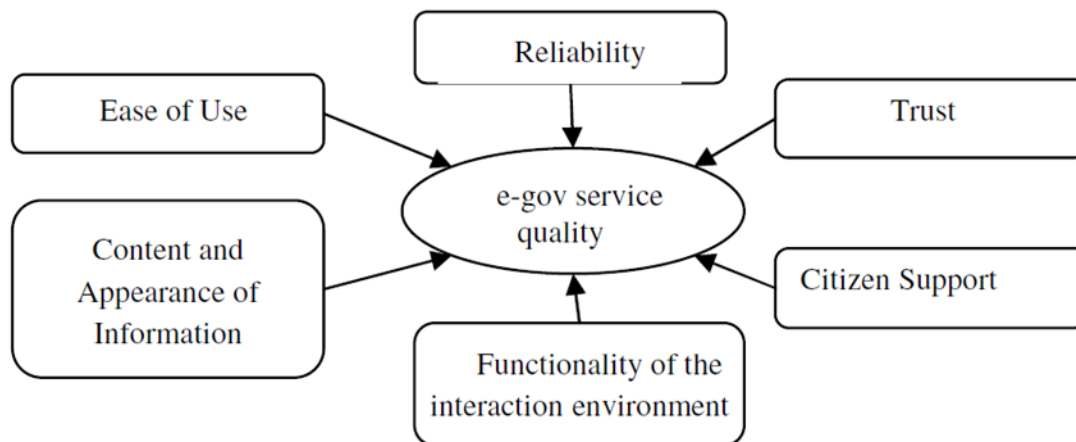 Reliability
Ease of Use
Trust
e-gov service
quality
Content and
Appearance of
Information
Citizen Support
Functionality of the
interaction environment